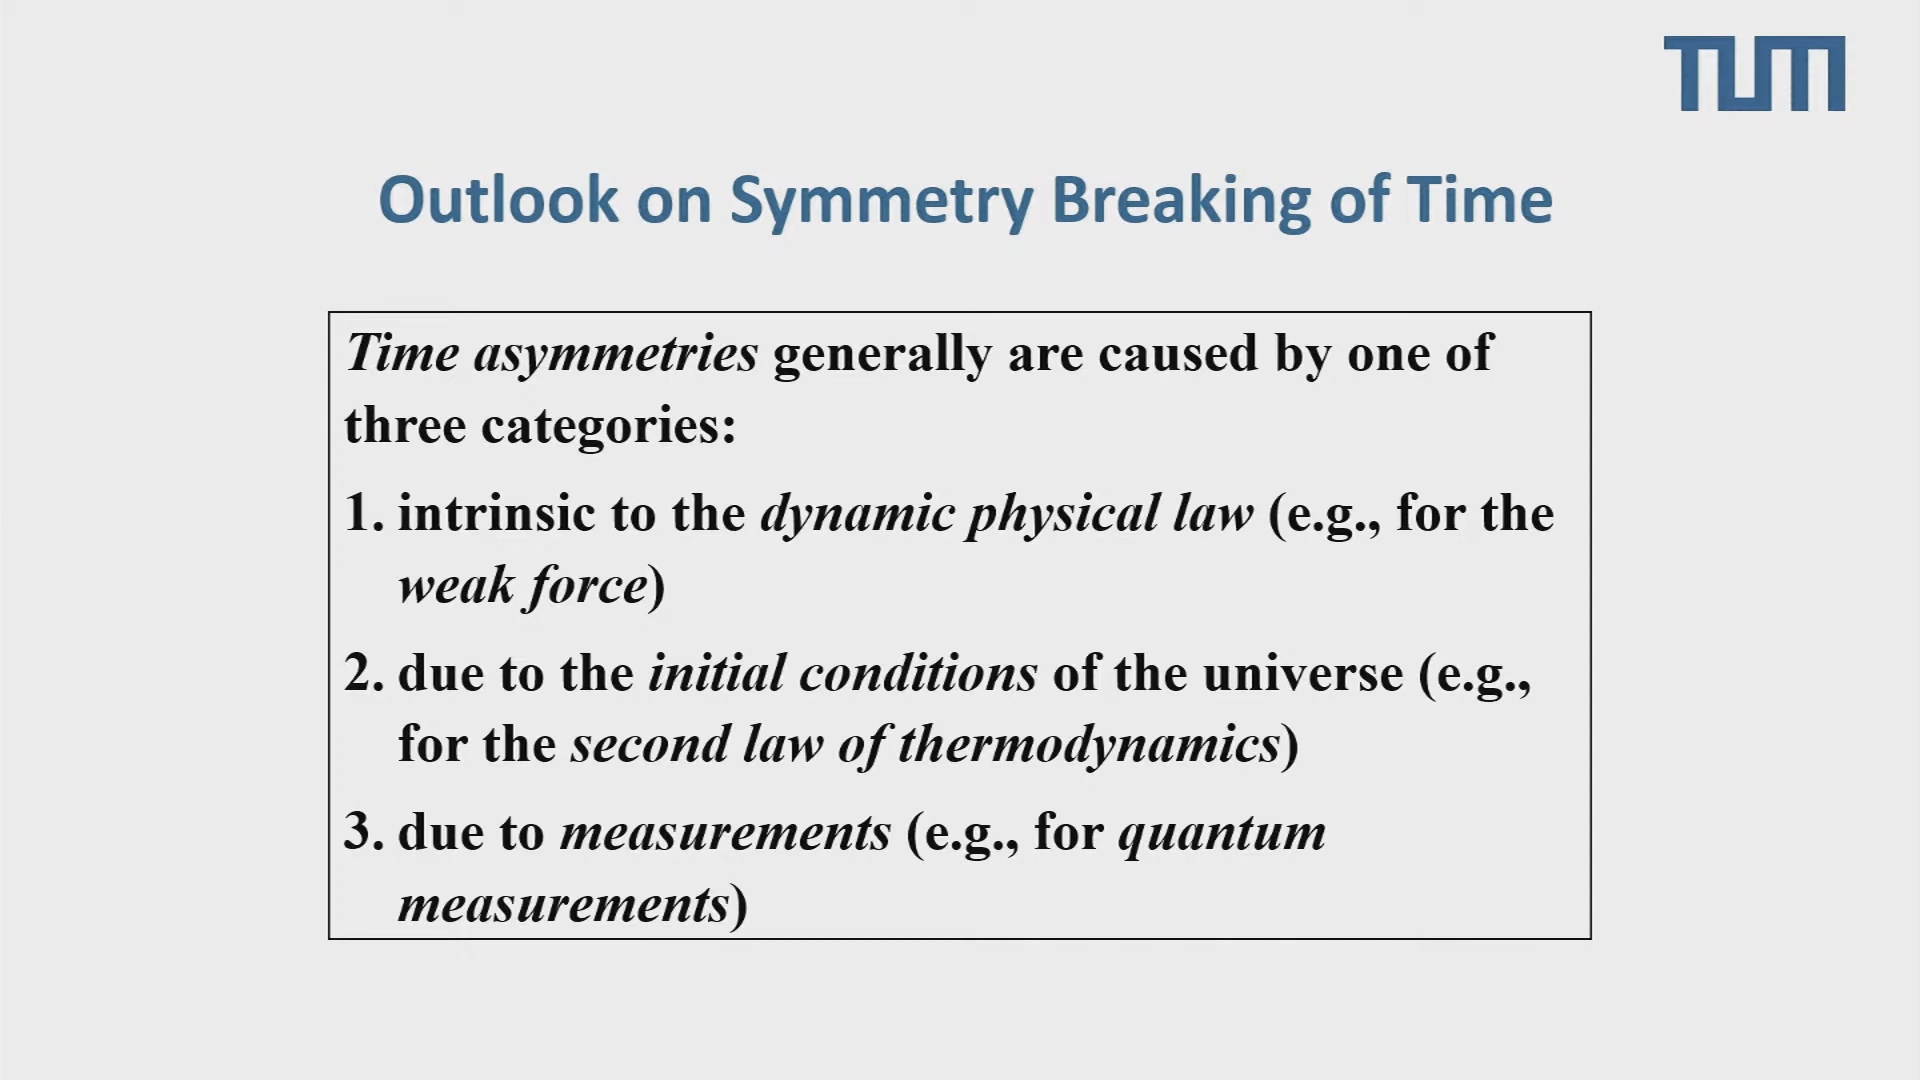 TUM
Outlook on Symmetry Breaking of Time
Time asymmetries generally are caused by one of
three categories:
1. intrinsic to the dynamic physical law (e.g., for the
weak force)
2. due to the initial conditions of the universe (e.g.,
for the second law of thermodynamics)
3. due to measurements (e.g., for quantum
measurements)